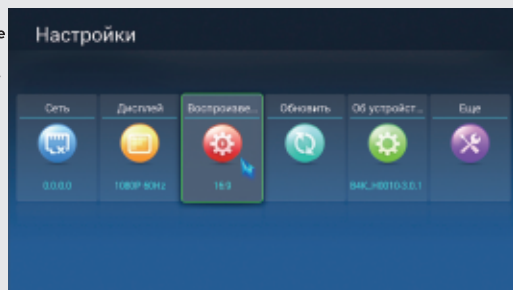 е
Настройки
Сеть
Дисплей
Воспроизве...
Обновить
Об устройст...
Еще
0.0.0.0
1080P 60Hz
16:9
B4K_H0010-3.0.1